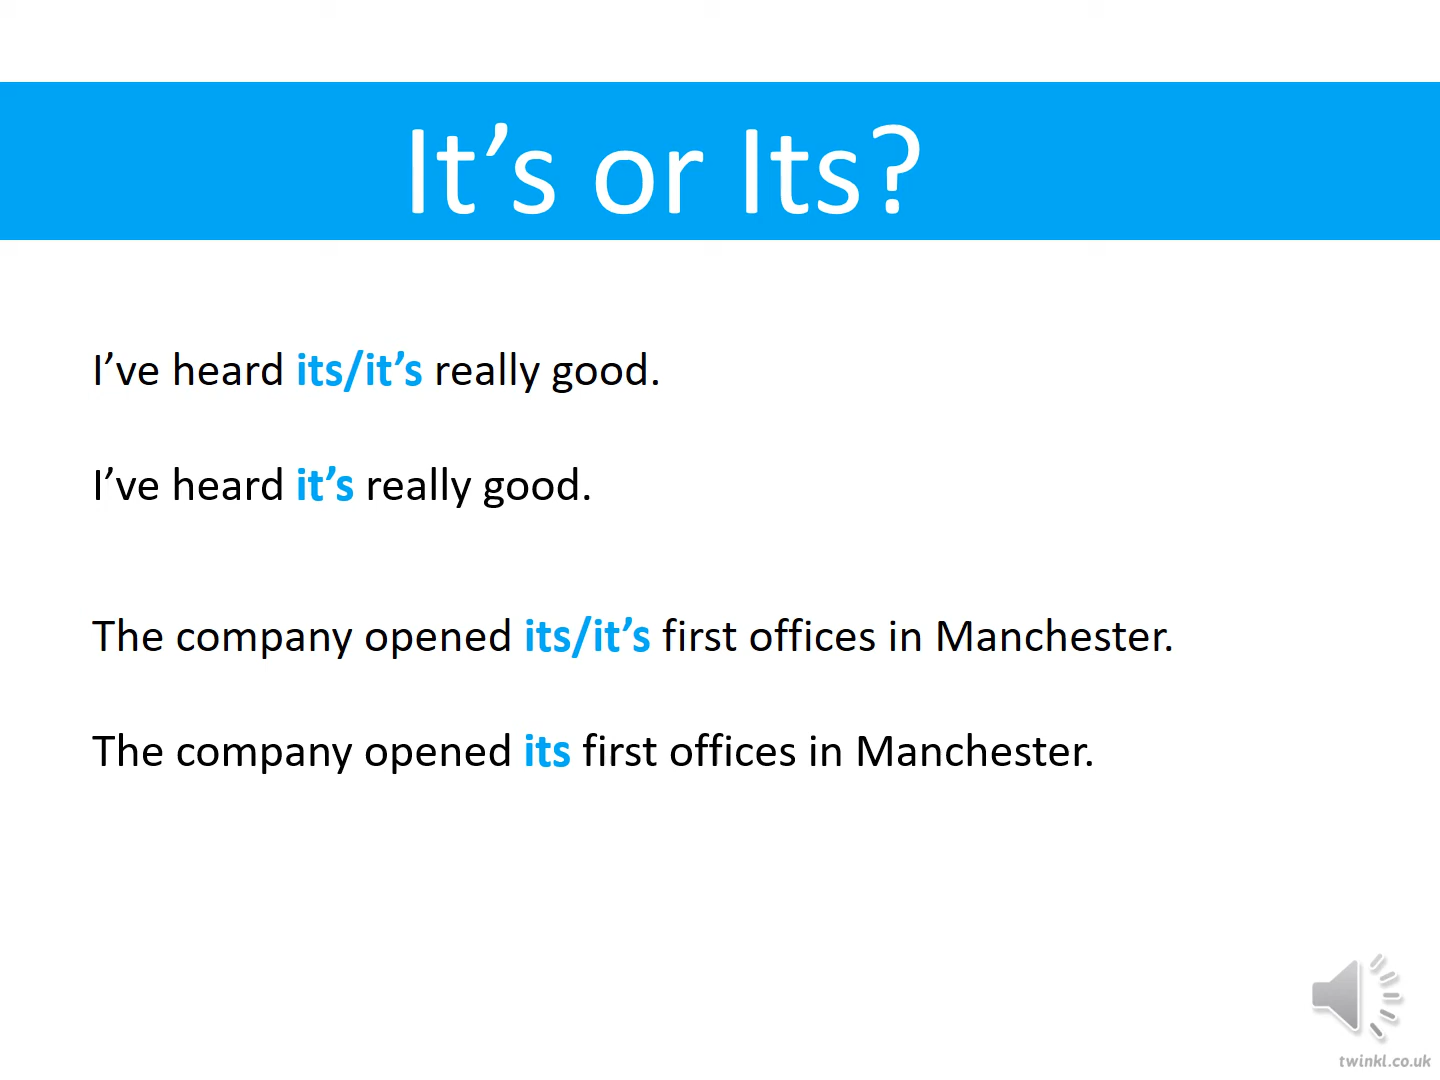 It’s or Its?
I’ve heard its/it’s really good.
I’ve heard it’s really good.
The company opened its/it’s first offices in Manchester.
The company opened its first offices in Manchester.
twinkl.co.uk